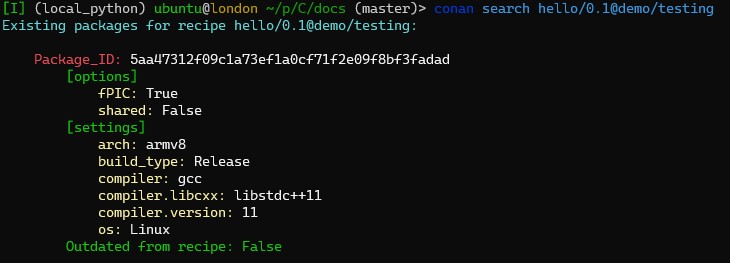 [I] (local_python) ubuntu@london ~/p/C/docs (master)> conan search hello/0.1@demo/testing
Existing packages for recipe hello/0.1@demo/testing:
Package_ID: 5aa47312f09c1a73ef1a0cf71f2e09f8bf3fadad
[options]
fPIC: True
shared: False
[settings]
arch: armv8
build_type: Release
compiler: gcc
compiler.libcxx: libstdc++11
compiler.version: 11
os: Linux
Outdated from recipe: False